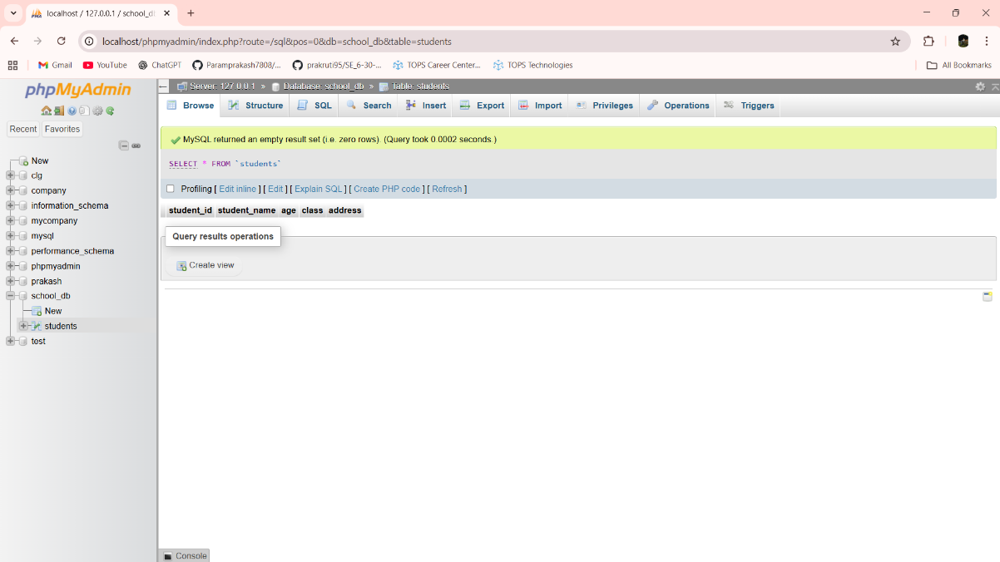 localhost / 127.0.0.1 / school_d
localhost/phpmyadmin/index.php?route=/sql&pos=0&db=school_db&table=students
Gmail YouTube ChatGPT Paramprakash7808/... prakruti95/SE_6-30-... TOPS Career Center... TOPS Technologies All Bookmarks
phpMyAdmin
Recent Favorites
New
clg
company
information_schema
mycompany
mysql
performance_schema
phpmyadmin
prakash
school_db
New
students
test
Server: 127.0.0.1 » Database: school_db » Table: students
Browse Structure SQL Search Insert Export Import Privileges Operations Triggers
MySQL returned an empty result set (i.e. zero rows). (Query took 0.0002 seconds.)
SELECT * FROM `students`
Profiling [ Edit inline ] [ Edit ] [ Explain SQL ] [ Create PHP code ] [ Refresh ]
student_id student_name age class address
Query results operations
Create view
Console